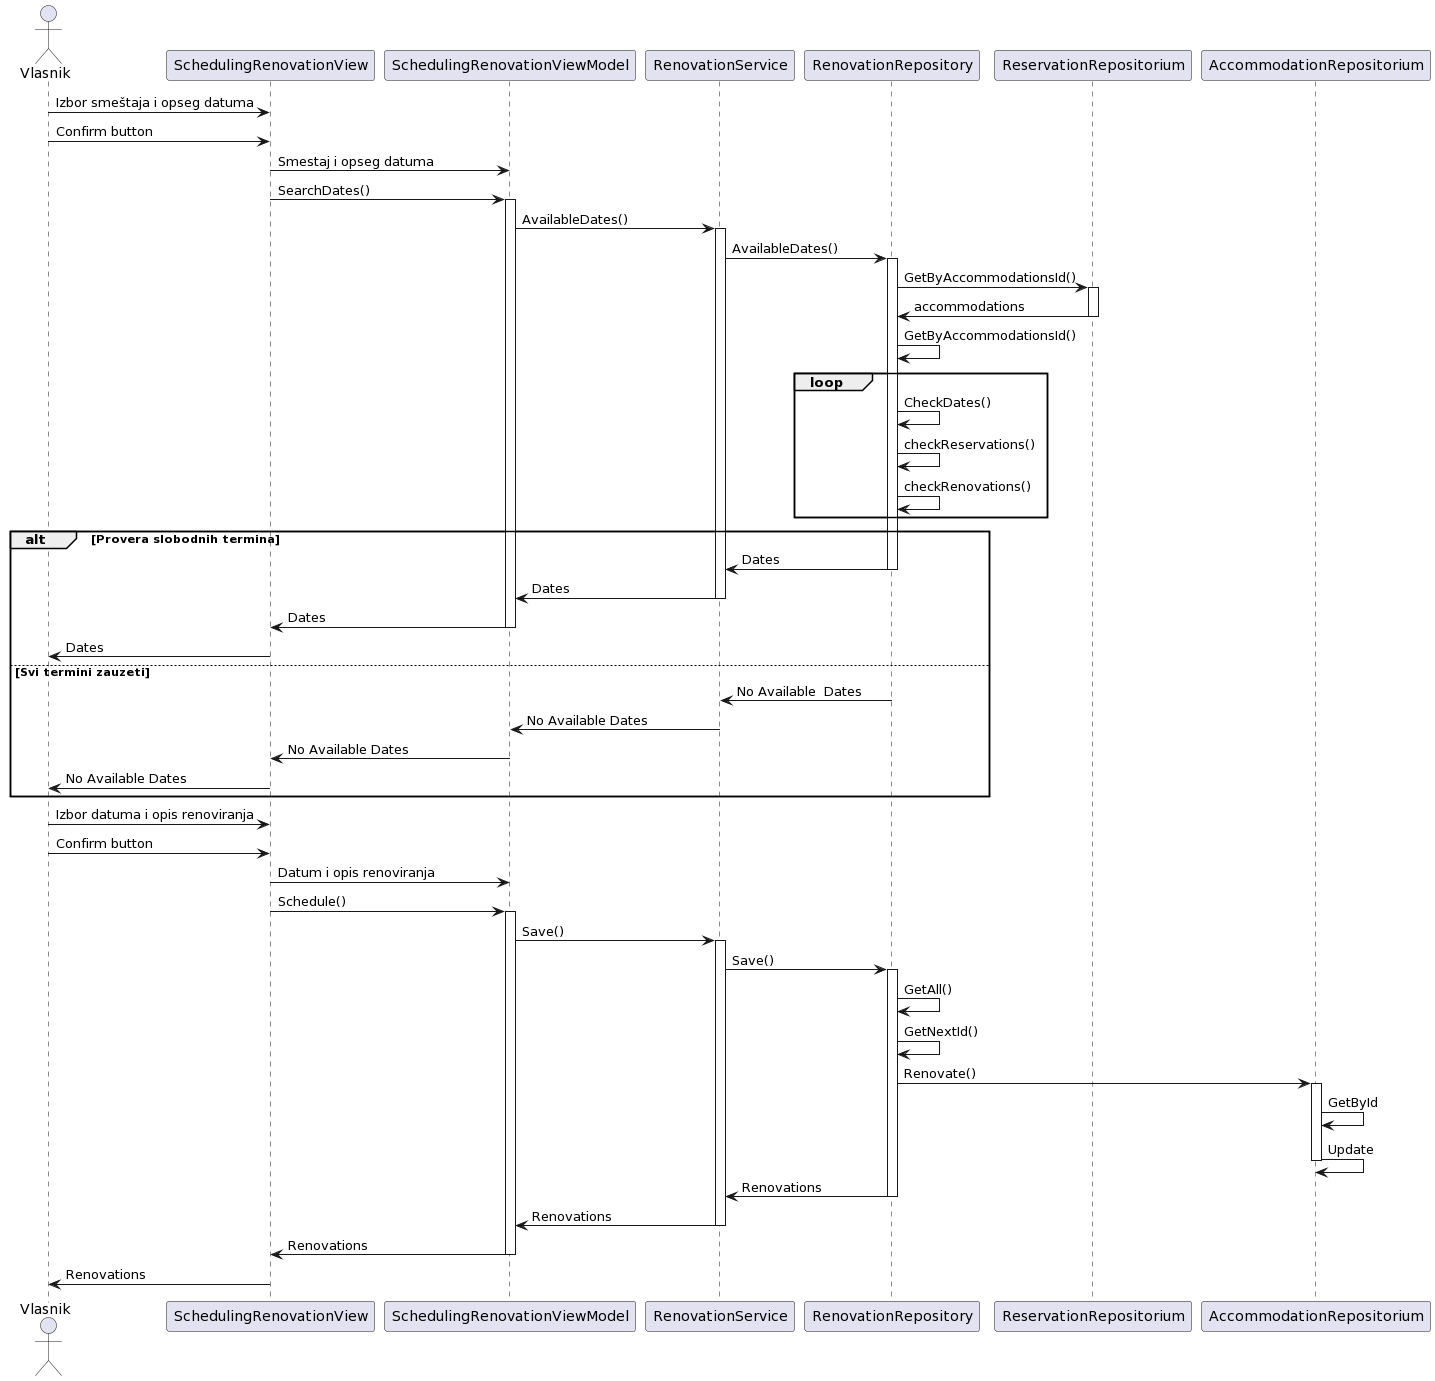 Vlasnik
SchedulingRenovationView
SchedulingRenovationViewModel
RenovationService
RenovationRepository
ReservationRepositorium
AccommodationRepositorium
Izbor smeštaja i opseg datuma
Confirm button
Smestaj i opseg datuma
SearchDates()
AvailableDates()
AvailableDates()
GetByAccommodationsId()
accommodations
GetByAccommodationsId()
loop
CheckDates()
checkReservations()
checkRenovations()
alt [Provera slobodnih termina]
Dates
Dates
Dates
Dates
[Svi termini zauzeti]
No Available  Dates
No Available Dates
No Available Dates
No Available Dates
Izbor datuma i opis renoviranja
Confirm button
Datum i opis renoviranja
Schedule()
Save()
Save()
GetAll()
GetNextId()
Renovate()
GetById
Update
Renovations
Renovations
Renovations
Renovations
Vlasnik
SchedulingRenovationView
SchedulingRenovationViewModel
RenovationService
RenovationRepository
ReservationRepositorium
AccommodationRepositorium